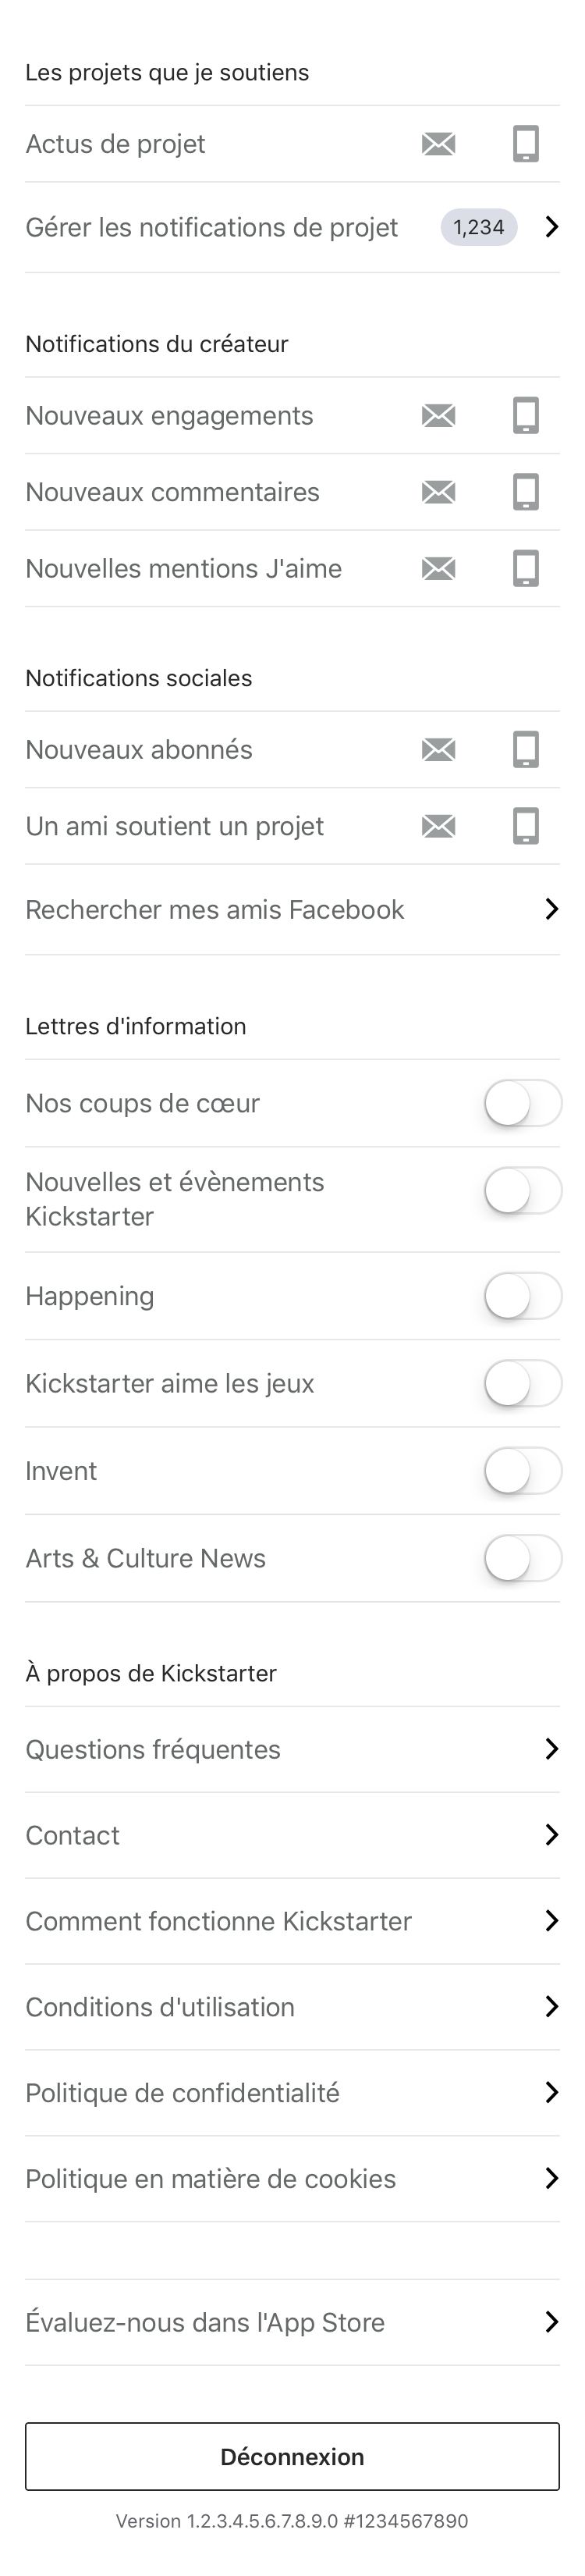 Les projets que je soutiens
Actus de projet
Gérer les notifications de projet 1,234
Notifications du créateur
Nouveaux engagements
Nouveaux commentaires
Nouvelles mentions J'aime
Notifications sociales
Nouveaux abonnés
Un ami soutient un projet
Rechercher mes amis Facebook
Lettres d'information
Nos coups de cœur
Nouvelles et évènements
Kickstarter
Happening
Kickstarter aime les jeux
Invent
Arts & Culture News
À propos de Kickstarter
Questions fréquentes
Contact
Comment fonctionne Kickstarter
Conditions d'utilisation
Politique de confidentialité
Politique en matière de cookies
Évaluez-nous dans l'App Store
Déconnexion
Version 1.2.3.4.5.6.7.8.9.0 #1234567890